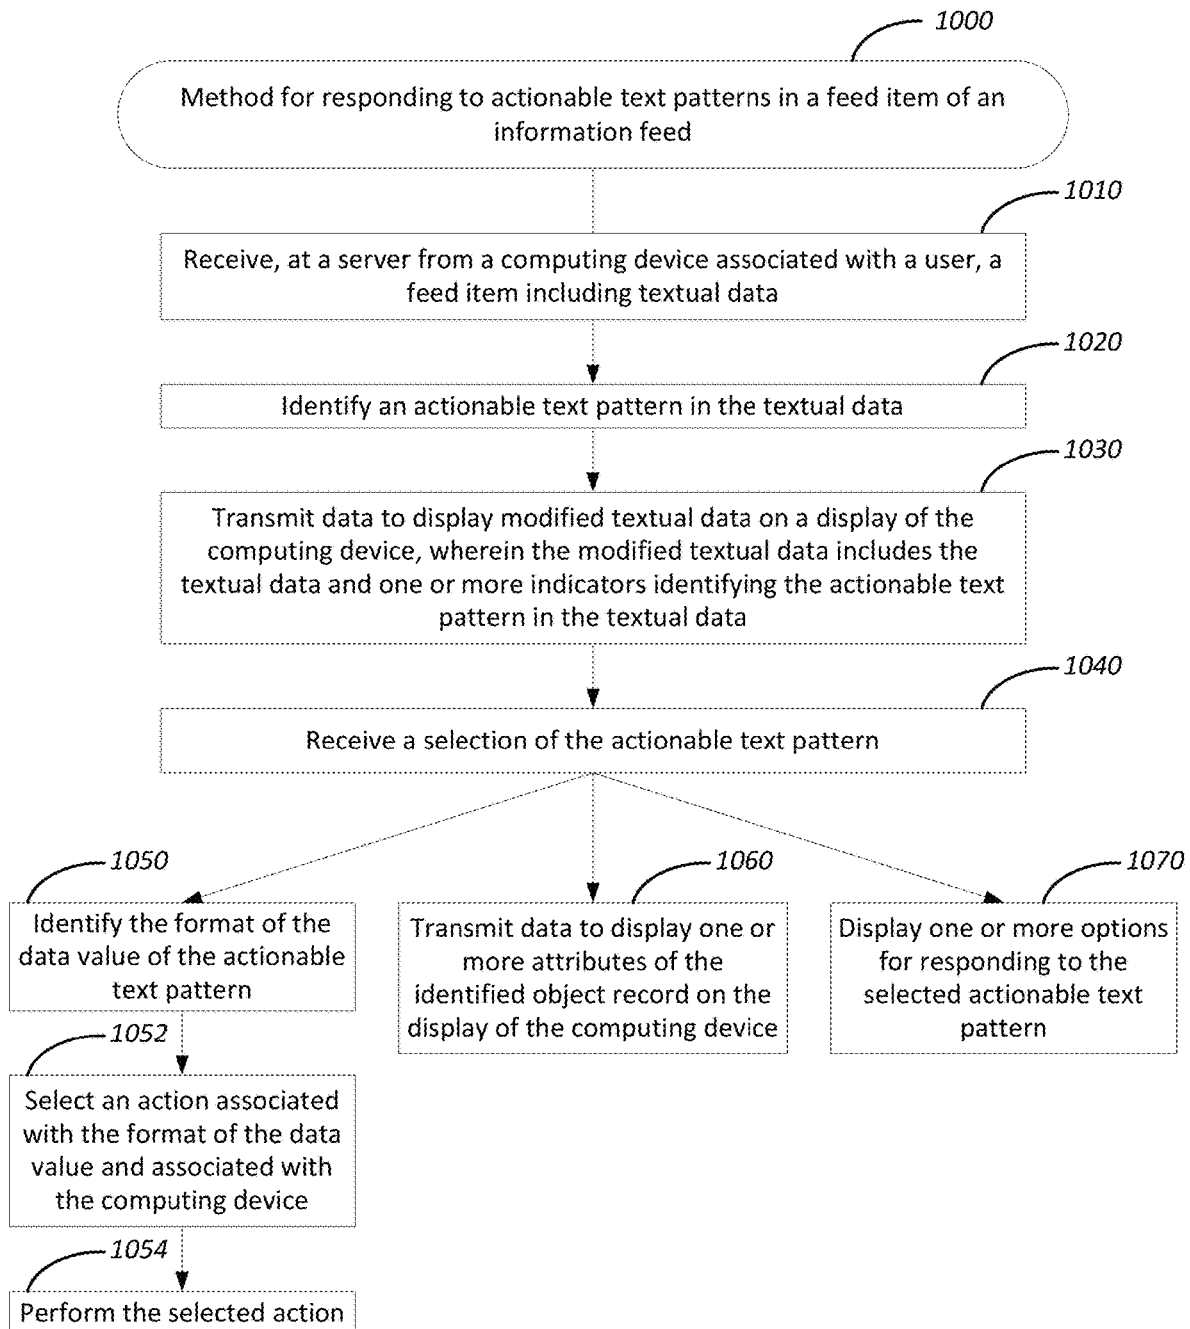 1000
Method for responding to actionable text patterns in a feed item of an
information feed
1010
Receive, at a server from a computing device associated with a user, a
feed item including textual data
1020
Identify an actionable text pattern in the textual data
1030
Transmit data to display modified textual data on a display of the
computing device, wherein the modified textual data includes the
textual data and one or more indicators identifying the actionable text
pattern in the textual data
1040
Receive a selection of the actionable text pattern
1050
Identify the format of the
data value of the actionable
text pattern
1052
Select an action associated
with the format of the data
value and associated with
the computing device
1054
Perform the selected action
1060
Transmit data to display one or
more attributes of the
identified object record on the
display of the computing device
1070
Display one or more options
for responding to the
selected actionable text
pattern